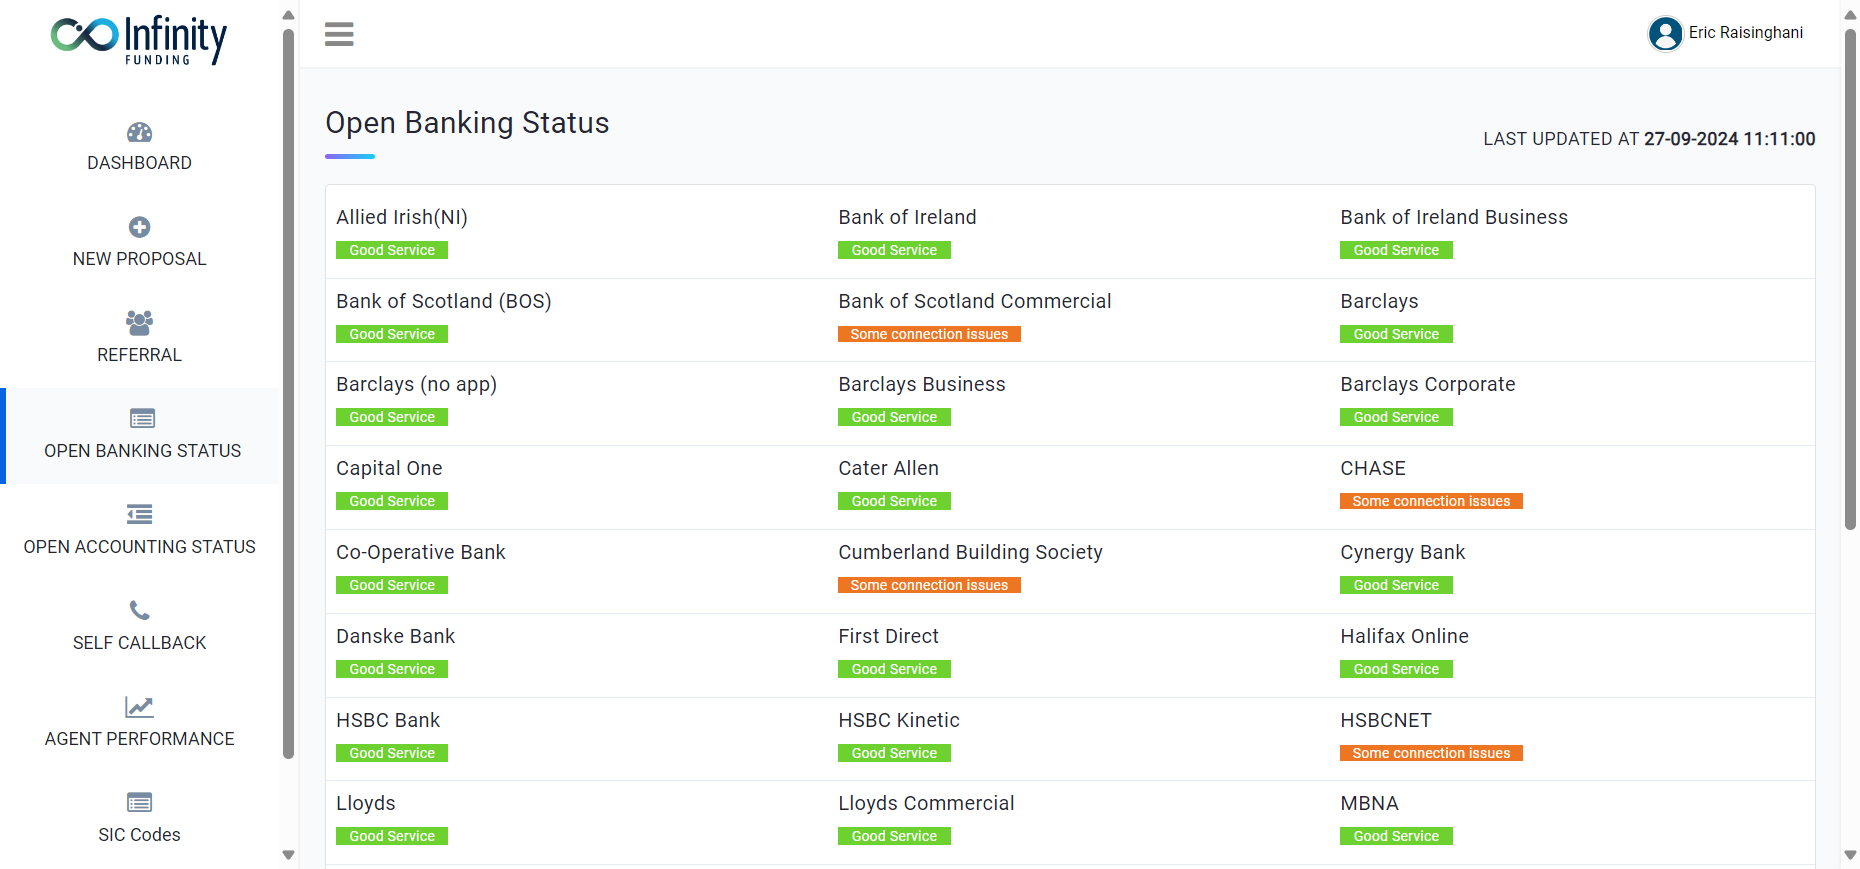 Infinity
FUNDING
Eric Raisinghani
DASHBOARD
NEW PROPOSAL
REFERRAL
OPEN BANKING STATUS
OPEN ACCOUNTING STATUS
SELF CALLBACK
AGENT PERFORMANCE
SIC Codes
Open Banking Status
LAST UPDATED AT 27-09-2024 11:11:00
Allied Irish(NI)
Good Service
Bank of Ireland
Good Service
Bank of Ireland Business
Good Service
Bank of Scotland (BOS)
Good Service
Bank of Scotland Commercial
Some connection issues
Barclays
Good Service
Barclays (no app)
Good Service
Barclays Business
Good Service
Barclays Corporate
Good Service
Capital One
Good Service
Cater Allen
Good Service
CHASE
Some connection issues
Co-Operative Bank
Good Service
Cumberland Building Society
Some connection issues
Cynergy Bank
Good Service
Danske Bank
Good Service
First Direct
Good Service
Halifax Online
Good Service
HSBC Bank
Good Service
HSBC Kinetic
Good Service
HSBCNET
Some connection issues
Lloyds
Good Service
Lloyds Commercial
Good Service
MBNA
Good Service